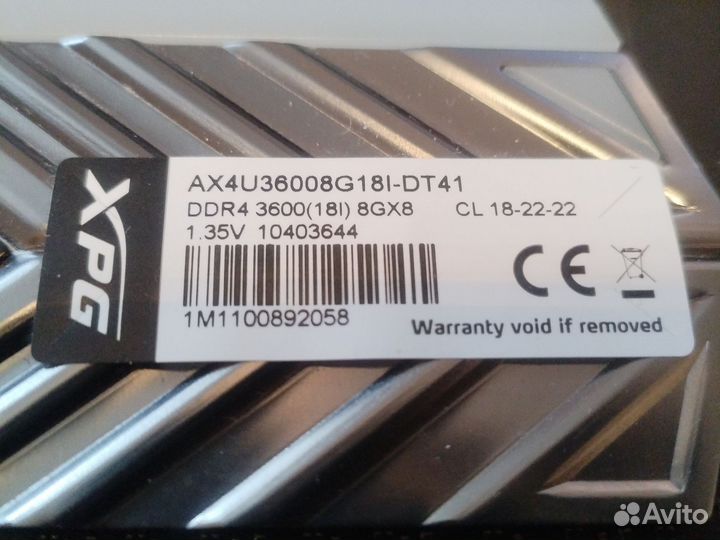 XPG
AX4U36008G18I-DT41
DDR4 3600(18I) 8GX8 CL 18-22-22
1.35V 10403644
1M1100892058
CE
Warranty void if removed
Avito